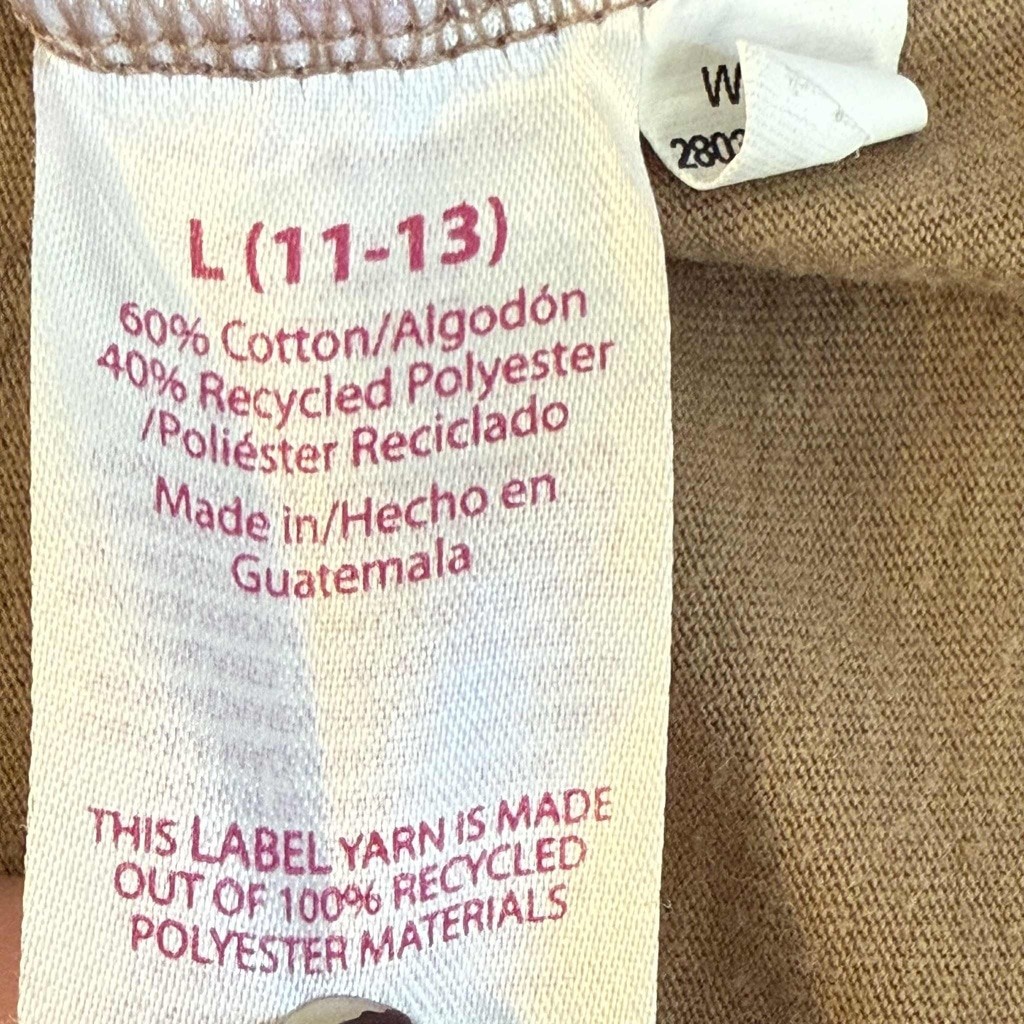 L (11-13)
60% Cotton/Algodón
40% Recycled Polyester
/Poliéster Reciclado
Made in/Hecho en
Guatemala
THIS LABEL YARN IS MADE
OUT OF 100% RECYCLED
POLYESTER MATERIALS